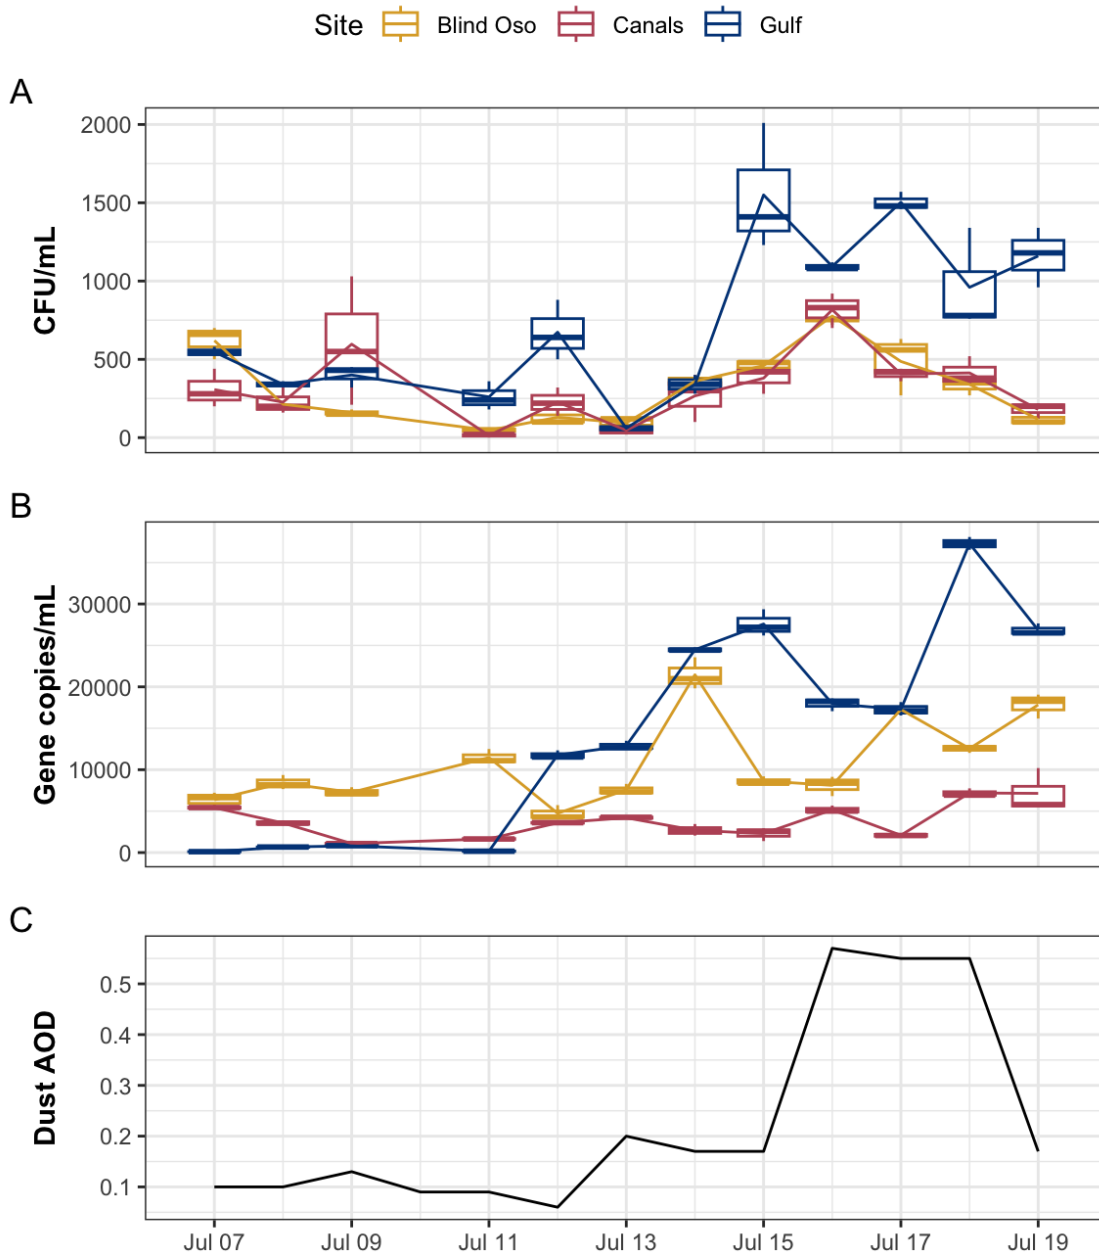 Site Blind Oso Canals Gulf
A
2000
1500
1000
500
0
CFU/mL
B
30000
20000
10000
0
Gene copies/mL
C
0.5
0.4
0.3
0.2
0.1
Dust AOD
Jul 07 Jul 09 Jul 11 Jul 13 Jul 15 Jul 17 Jul 19